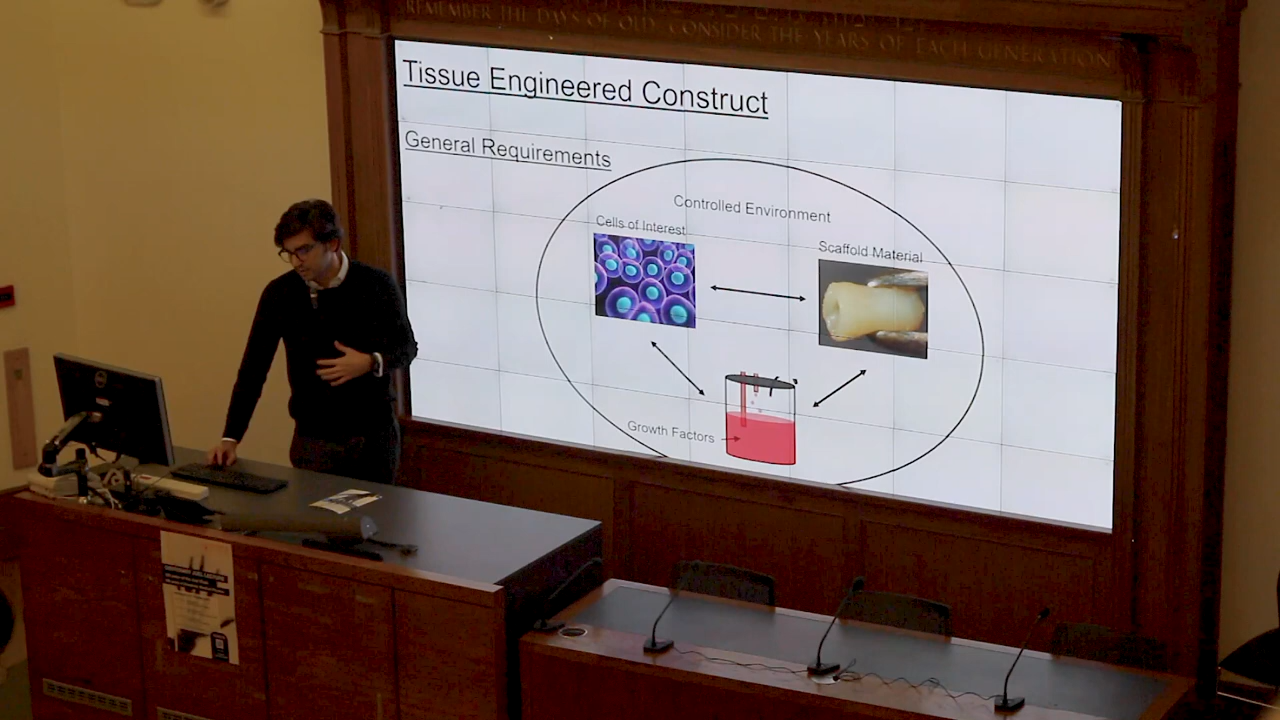 REMEMBER THE DAYS OF OLD, CONSIDER THE YEARS OF EACH GENERATION
Tissue Engineered Construct
General Requirements
Controlled Environment
Cells of Interest
Scaffold Material
Growth Factors
DELL